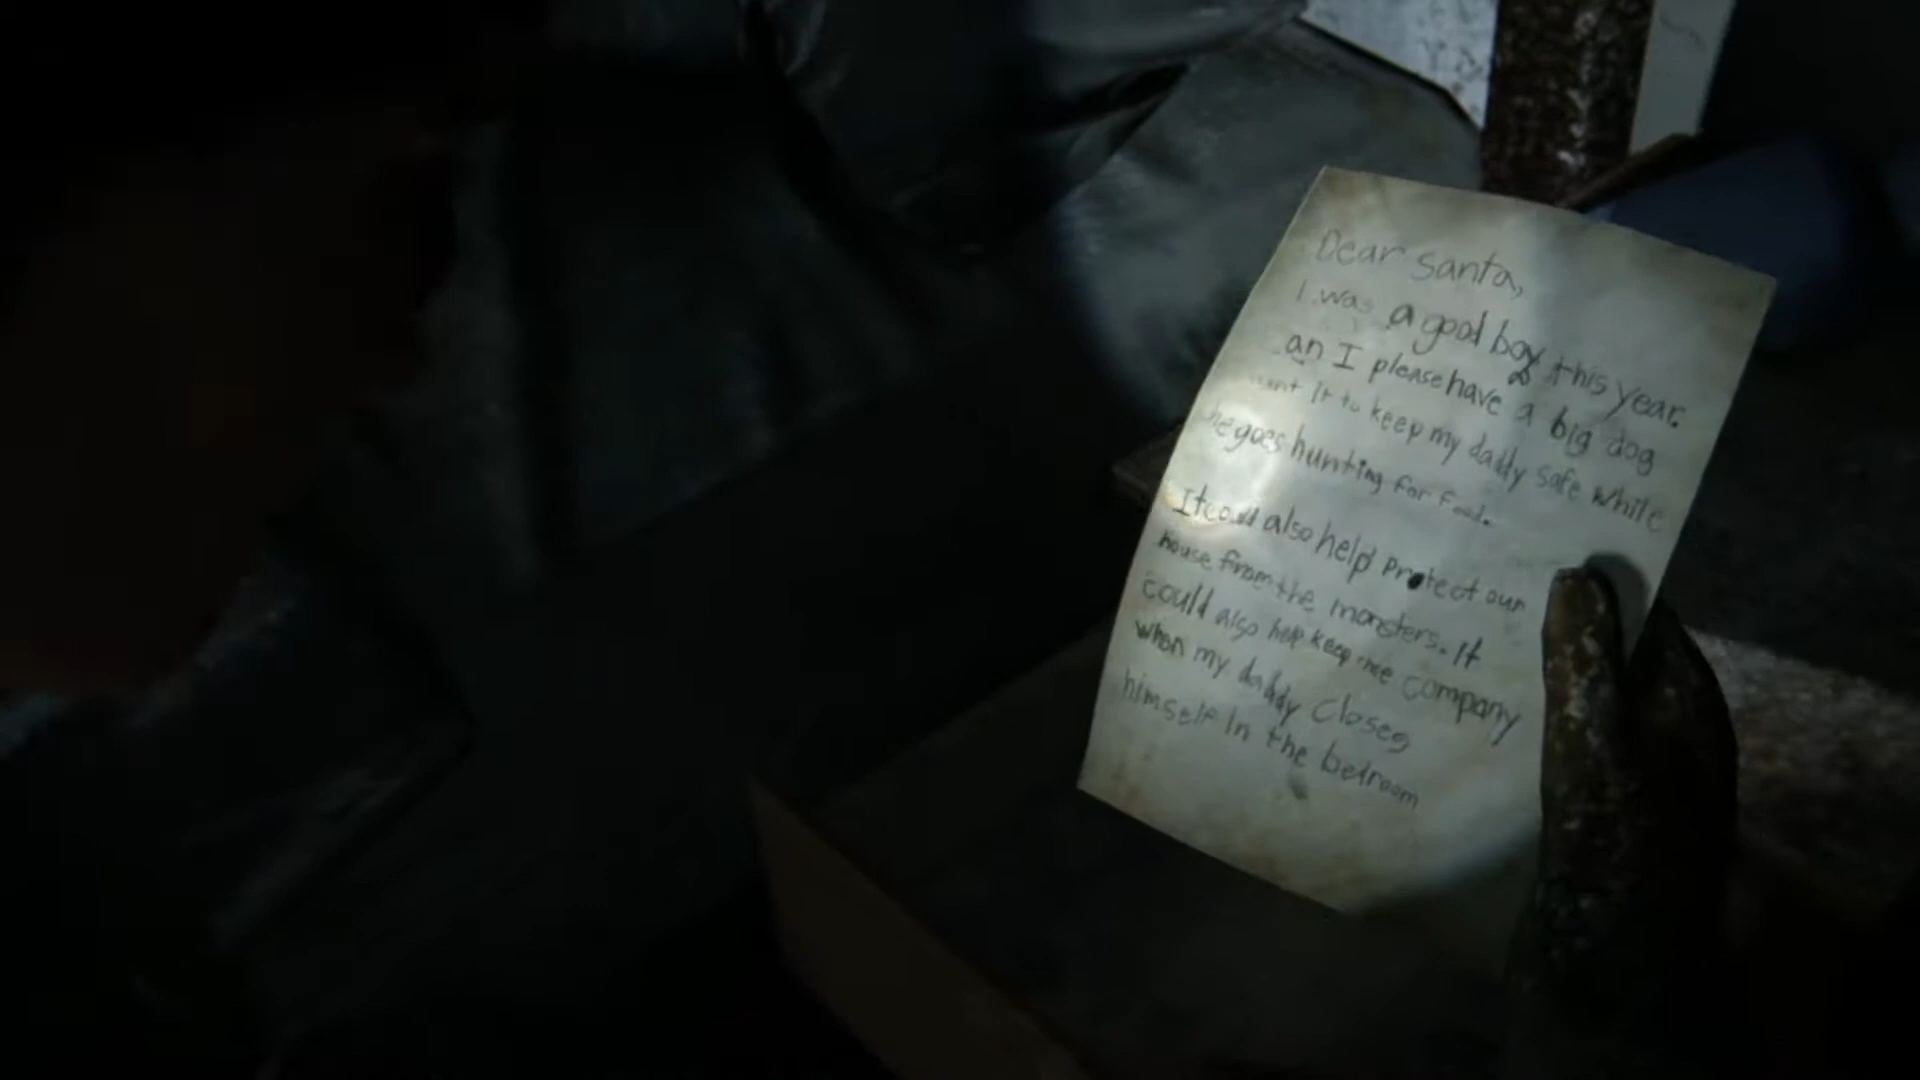 Dear Santa,
I was a good boy this year.
an I please have a big dog
want It to keep my daddy safe while
he goes hunting for food.
It could also help protect our
house from the monsters. It
could also help keep me company
when my daddy closes
himself In the bedroom